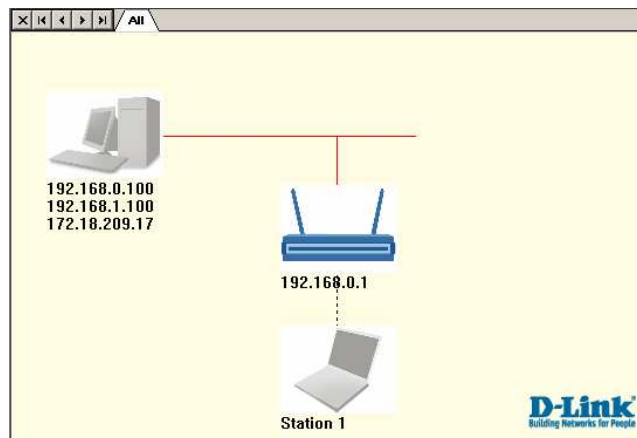 All
192.168.0.100
192.168.1.100
172.18.209.17
192.168.0.1
Station 1
D-Link
Building Networks for People